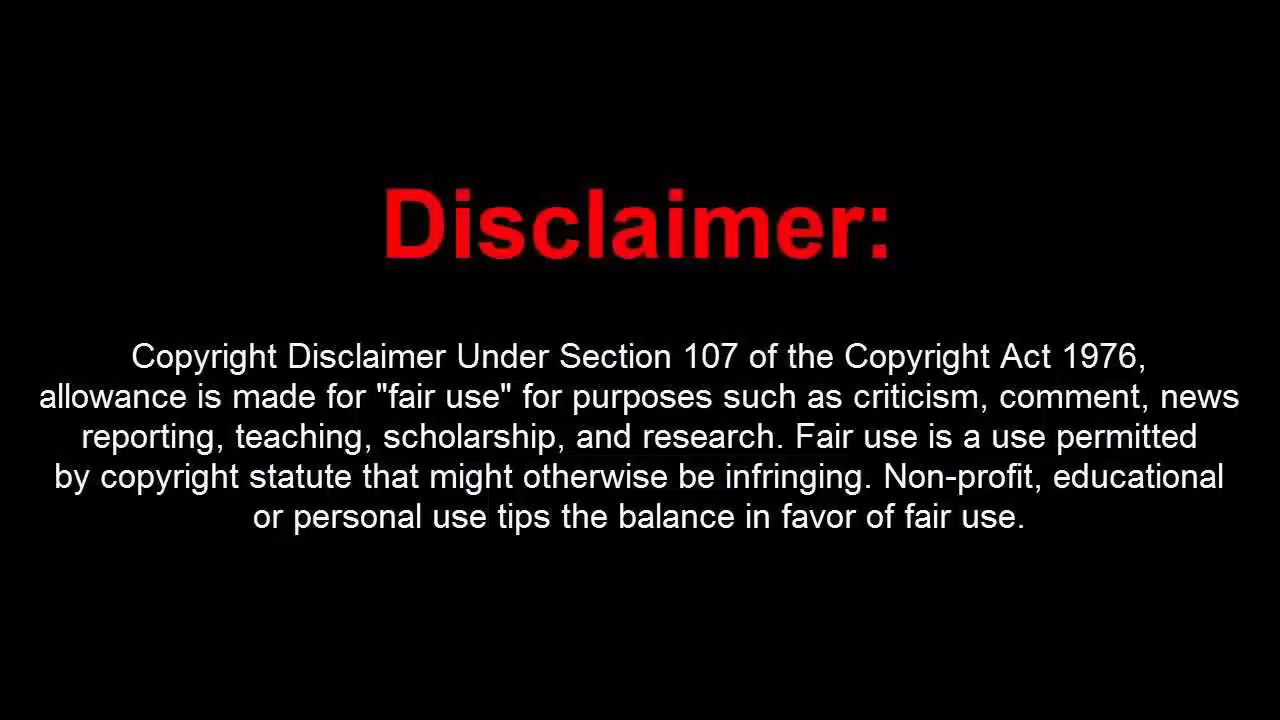 Disclaimer:
Copyright Disclaimer Under Section 107 of the Copyright Act 1976,
allowance is made for "fair use" for purposes such as criticism, comment, news
reporting, teaching, scholarship, and research. Fair use is a use permitted
by copyright statute that might otherwise be infringing. Non-profit, educational
or personal use tips the balance in favor of fair use.